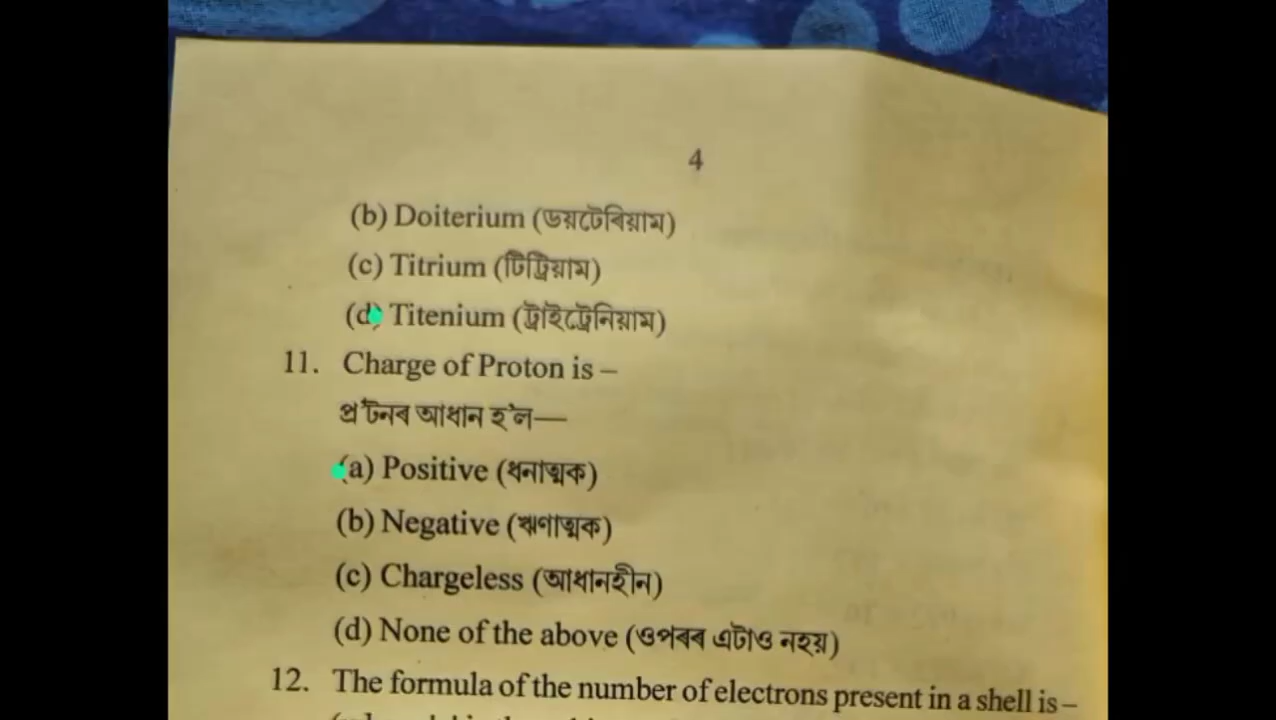 4
(b) Doiterium (ডয়টেৰিয়াম)
(c) Titrium (টিট্ৰিয়াম)
(d) Titenium (ট্ৰাইট্ৰেনিয়াম)
11. Charge of Proton is –
প্ৰ'টনৰ আধান হ'ল—
(a) Positive (ধনাত্মক)
(b) Negative (ঋণাত্মক)
(c) Chargeless (আধানহীন)
(d) None of the above (ওপৰৰ এটাও নহয়)
12. The formula of the number of electrons present in a shell is –